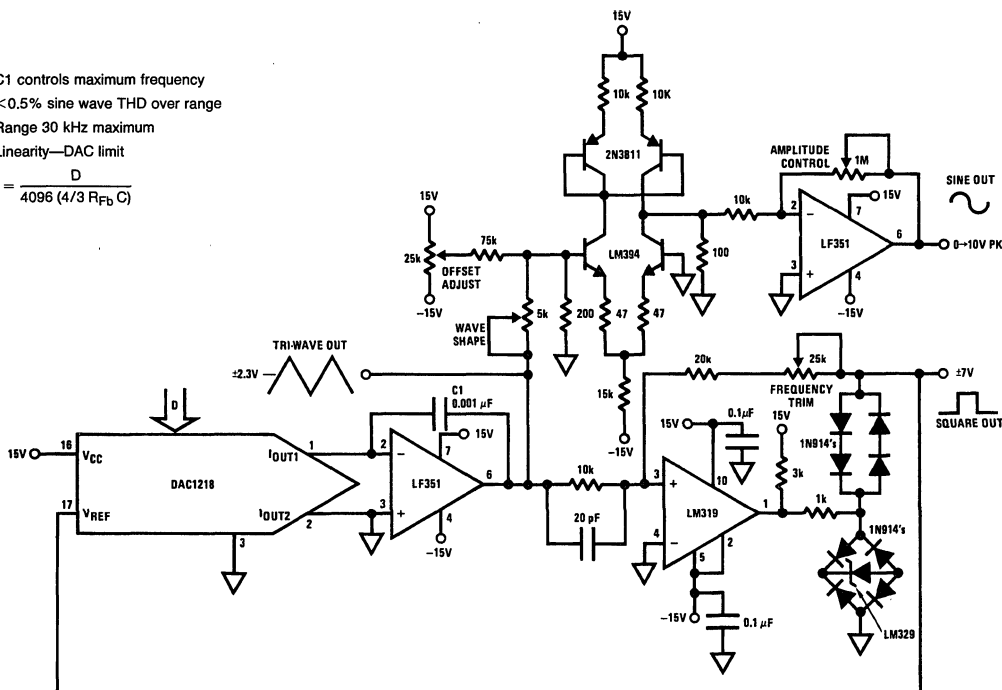 C1 controls maximum frequency
<0.5% sine wave THD over range
Range 30 kHz maximum
Linearity—DAC limit
= D
4096 (4/3 RFb C)
15V
10k
10K
2N3811
AMPLITUDE
CONTROL
1M
15V
SINE OUT
10k
2
−
7
LF351
6
0→10V PK
3
+
4
−15V
100
15V
25k
75k
OFFSET
ADJUST
−15V
LM394
5k
200
47
47
WAVE
SHAPE
15k
−15V
TRI-WAVE OUT
±2.3V
20k
25k
FREQUENCY
TRIM
±7V
SQUARE OUT
D
C1
0.001 µF
15V
16
VCC
DAC1218
IOUT1
1
17
VREF
IOUT2
2
3
2
−
7
15V
LF351
6
3
+
4
−15V
10k
20 pF
15V
0.1µF
10
3
+
LM319
1
4
−
5
2
−15V
0.1 µF
15V
3k
1k
1N914's
1N914's
LM329